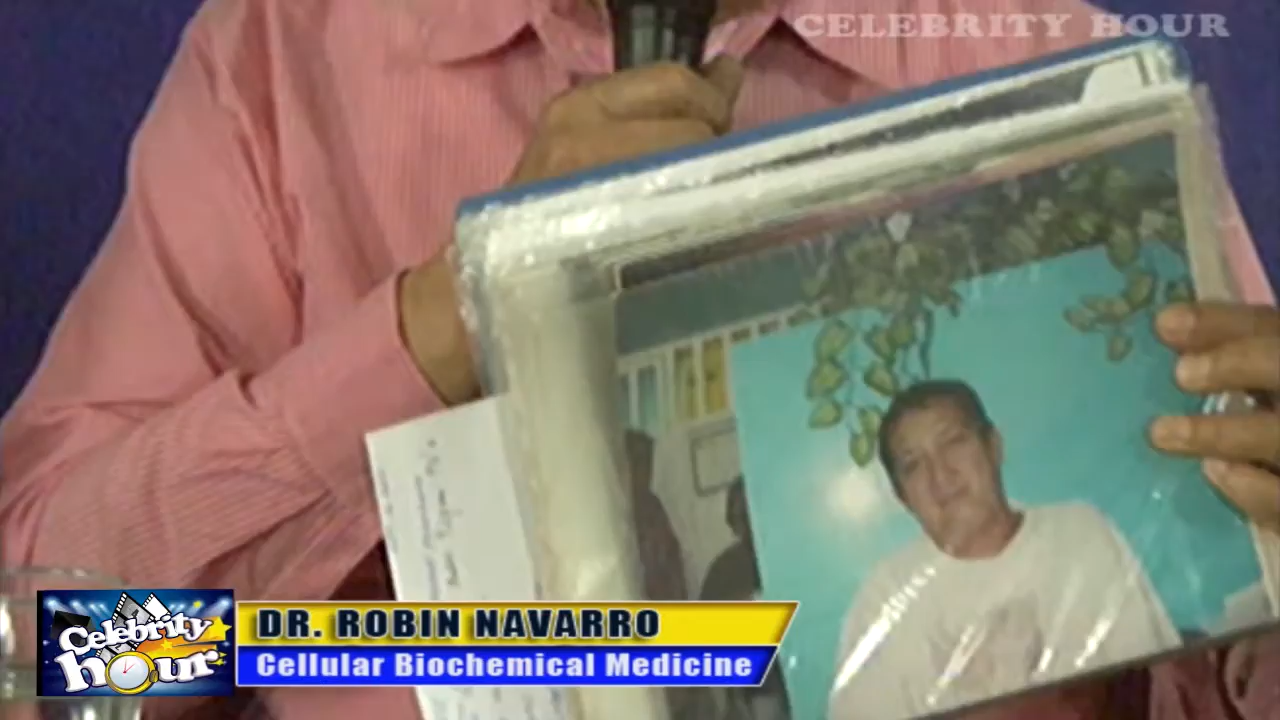 CELEBRITY HOUR
Celebrity
hour
DR. ROBIN NAVARRO
Cellular Biochemical Medicine